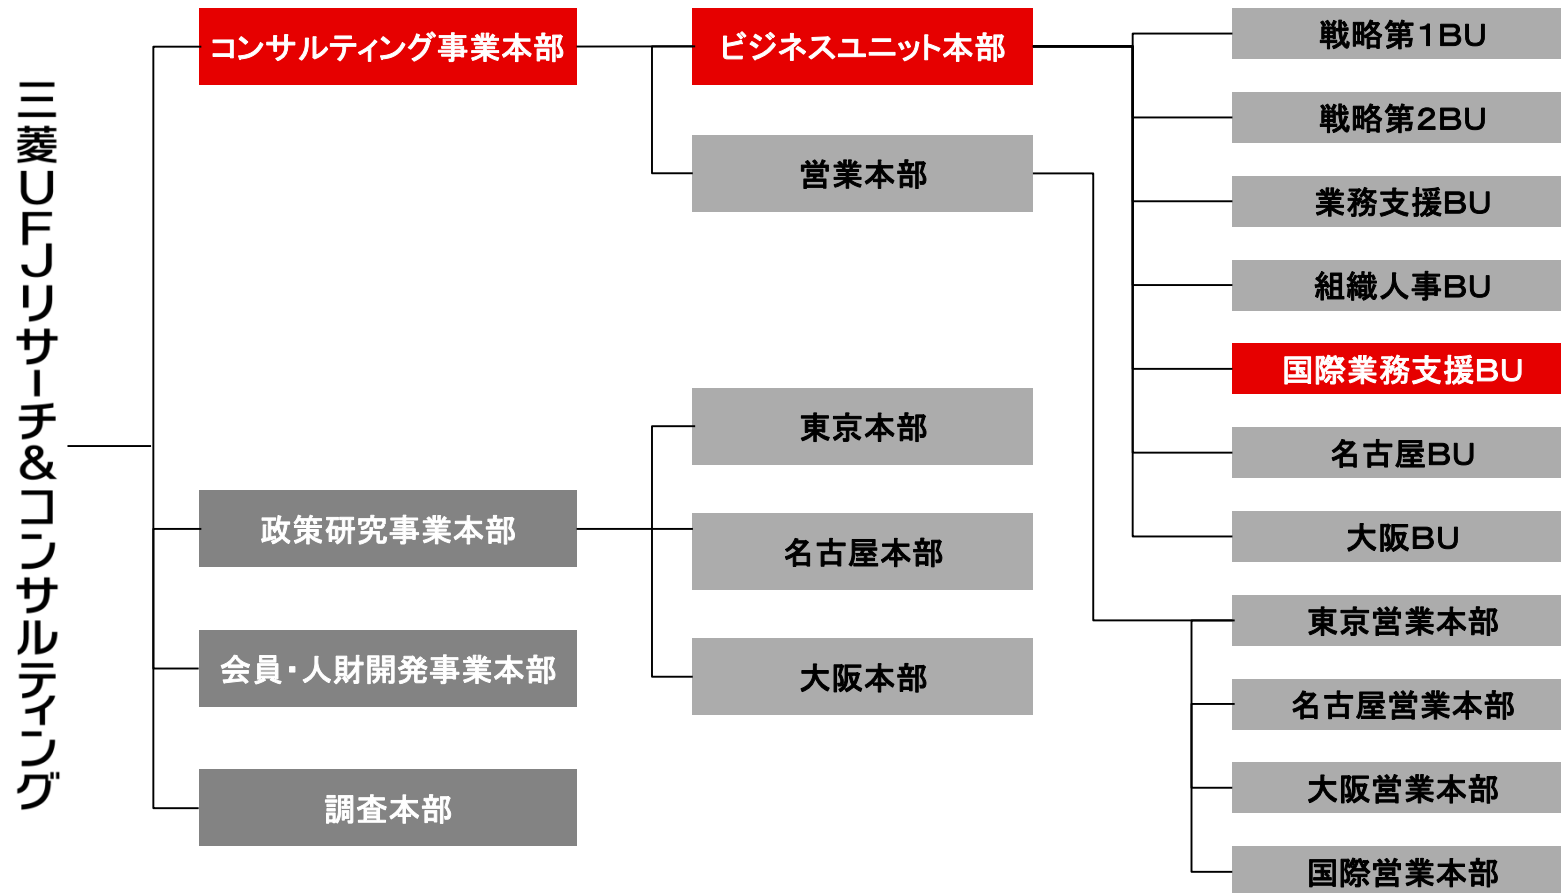 三菱UFJリサーチ&コンサルティング
コンサルティング事業本部
政策研究事業本部
会員・人財開発事業本部
調査本部
ビジネスユニット本部
営業本部
東京本部
名古屋本部
大阪本部
戦略第1BU
戦略第2BU
業務支援BU
組織人事BU
国際業務支援BU
名古屋BU
大阪BU
東京営業本部
名古屋営業本部
大阪営業本部
国際営業本部